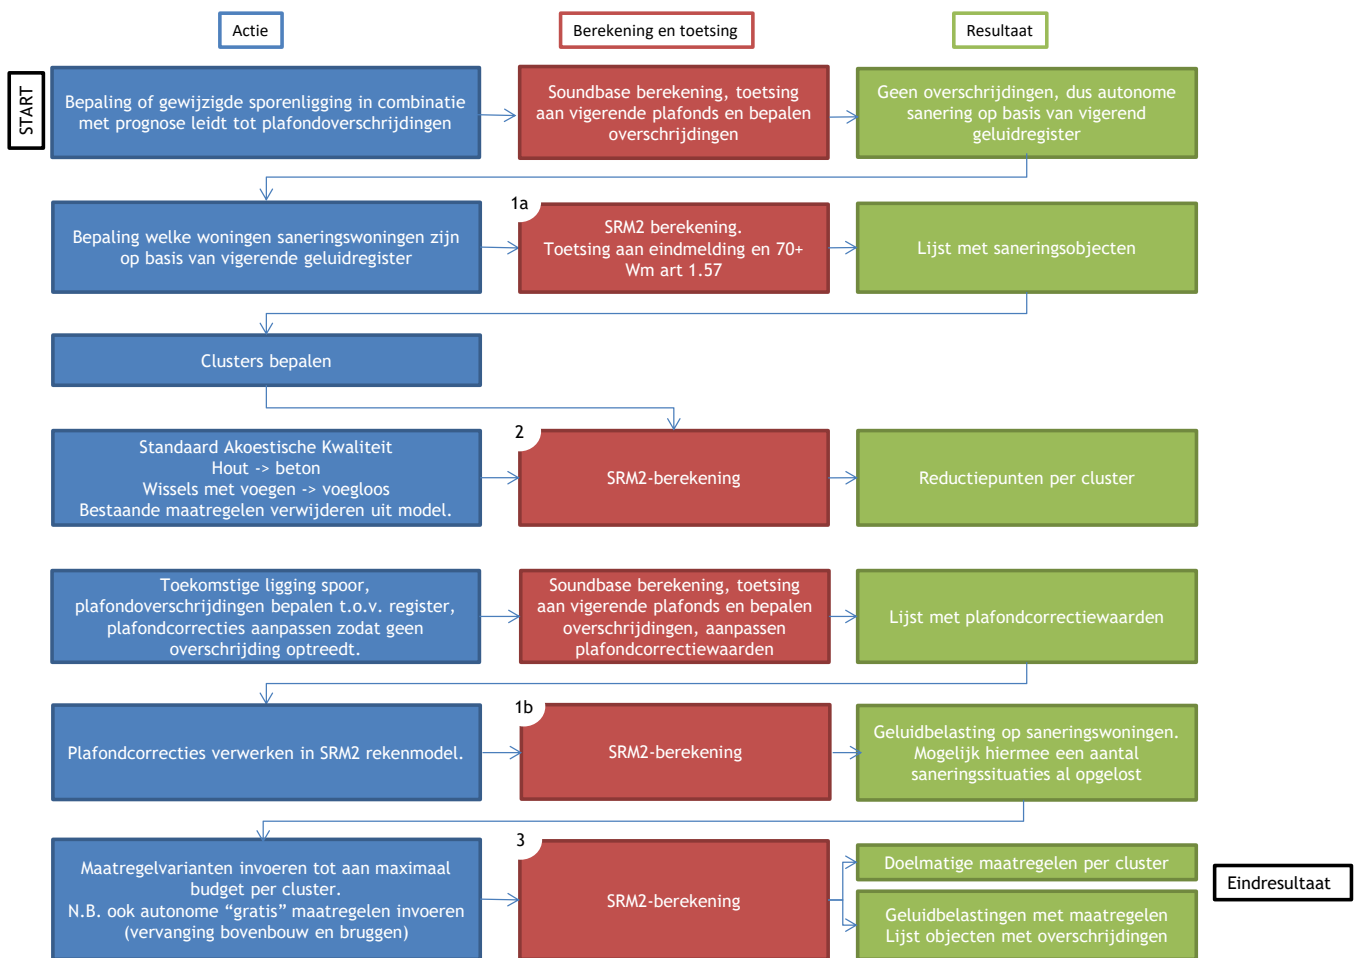 Actie
Berekening en toetsing
Resultaat
START
Bepaling of gewijzigde sporenligging in combinatie
met prognose leidt tot plafondoverschrijdingen
Soundbase berekening, toetsing
aan vigerende plafonds en bepalen
overschrijdingen
Geen overschrijdingen, dus autonome
sanering op basis van vigerend
geluidregister
Bepaling welke woningen saneringswoningen zijn
op basis van vigerende geluidregister
1a
SRM2 berekening.
Toetsing aan eindmelding en 70+
Wm art 1.57
Lijst met saneringsobjecten
Clusters bepalen
Standaard Akoestische Kwaliteit
Hout -> beton
Wissels met voegen -> voegloos
Bestaande maatregelen verwijderen uit model.
2
SRM2-berekening
Reductiepunten per cluster
Toekomstige ligging spoor,
plafondoverschrijdingen bepalen t.o.v. register,
plafondcorrecties aanpassen zodat geen
overschrijding optreedt.
Soundbase berekening, toetsing
aan vigerende plafonds en bepalen
overschrijdingen, aanpassen
plafondcorrectiewaarden
Lijst met plafondcorrectiewaarden
Plafondcorrecties verwerken in SRM2 rekenmodel.
1b
SRM2-berekening
Geluidbelasting op saneringswoningen.
Mogelijk hiermee een aantal
saneringssituaties al opgelost
Maatregelvarianten invoeren tot aan maximaal
budget per cluster.
N.B. ook autonome “gratis” maatregelen invoeren
(vervanging bovenbouw en bruggen)
3
SRM2-berekening
Doelmatige maatregelen per cluster
Geluidbelastingen met maatregelen
Lijst objecten met overschrijdingen
Eindresultaat